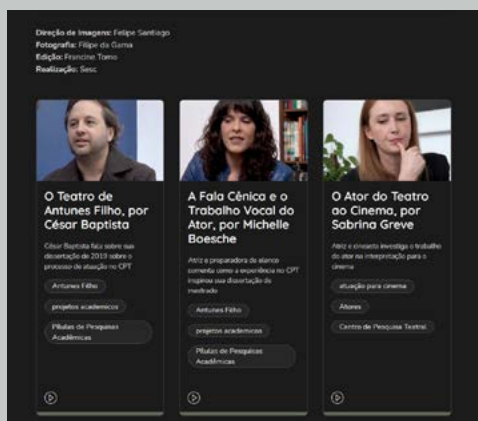 Direção de Imagens: Felipe Santiago
Fotografia: Filipe da Gama
Edição: Francine Tomo
Realização: Sesc
O Teatro de
Antunes Filho, por
César Baptista
César Baptista fala sobre sua
dissertação de 2019 sobre o
processo de atuação no CPT
Antunes Filho
projetos academicos
Pílulas de Pesquisas
Acadêmicas
A Fala Cênica e o
Trabalho Vocal do
Ator, por Michelle
Boesche
Atriz e preparadora de elenco
comenta como a experiência no CPT
inspirou sua dissertação de
mestrado
Antunes Filho
projetos academicos
Pílulas de Pesquisas
Acadêmicas
O Ator do Teatro
ao Cinema, por
Sabrina Greve
Atriz e cineasta investiga o trabalho
do ator na interpretação para o
cinema
atuação para cinema
Atores
Centro de Pesquisa Teatral